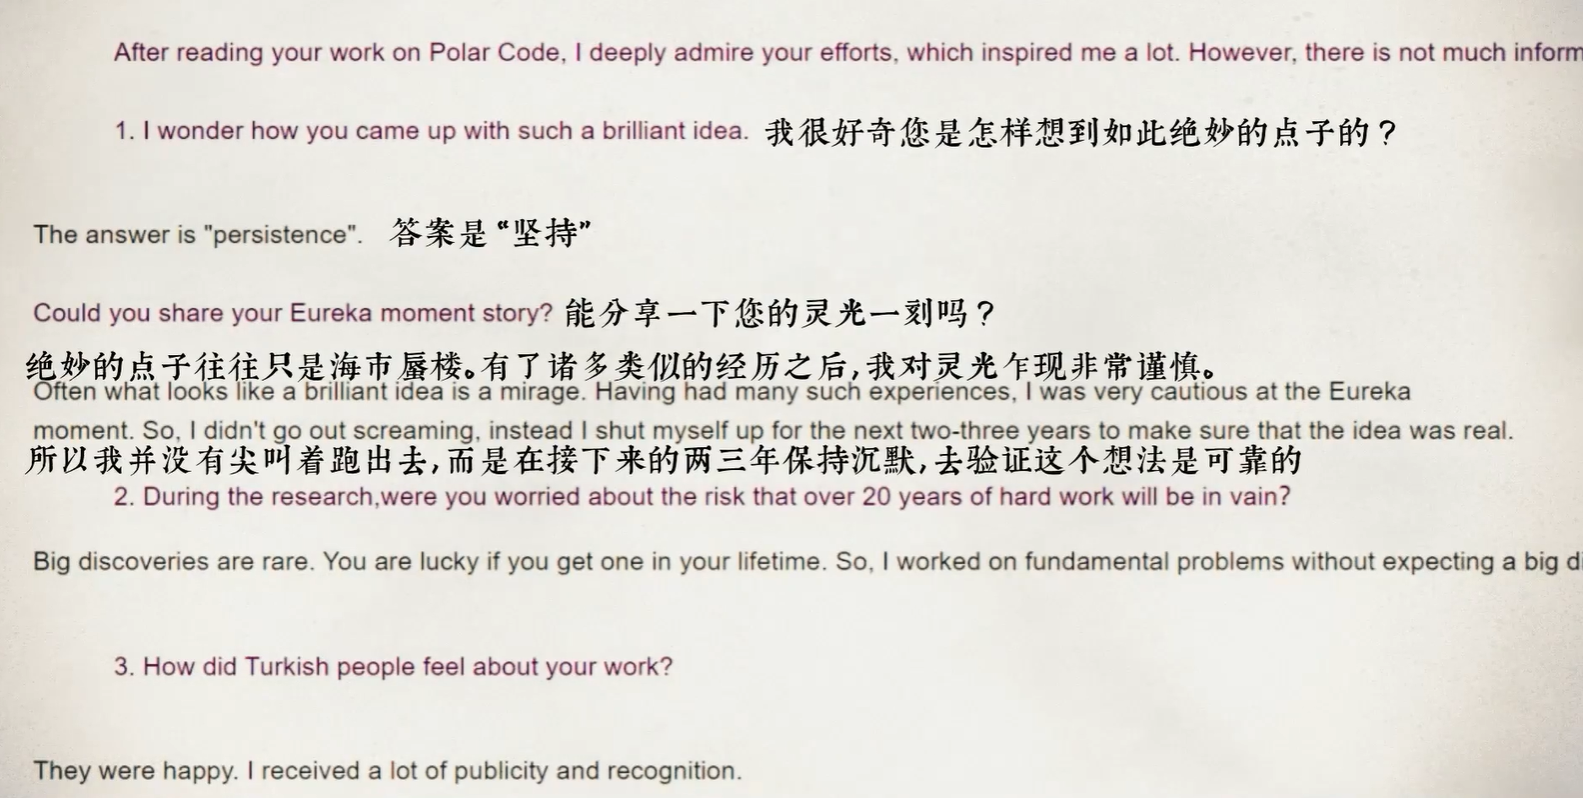 After reading your work on Polar Code, I deeply admire your efforts, which inspired me a lot. However, there is not much inform
1. I wonder how you came up with such a brilliant idea. 我很好奇您是怎样想到如此绝妙的点子的？
The answer is "persistence". 答案是“坚持”
Could you share your Eureka moment story? 能分享一下您的灵光一刻吗？
绝妙的点子往往只是海市蜃楼。有了诸多类似的经历之后，我对灵光乍现非常谨慎。
Often what looks like a brilliant idea is a mirage. Having had many such experiences, I was very cautious at the Eureka
moment. So, I didn't go out screaming, instead I shut myself up for the next two-three years to make sure that the idea was real.
所以我并没有尖叫着跑出去，而是在接下来的两三年保持沉默，去验证这个想法是可靠的
2. During the research,were you worried about the risk that over 20 years of hard work will be in vain?
Big discoveries are rare. You are lucky if you get one in your lifetime. So, I worked on fundamental problems without expecting a big d
3. How did Turkish people feel about your work?
They were happy. I received a lot of publicity and recognition.